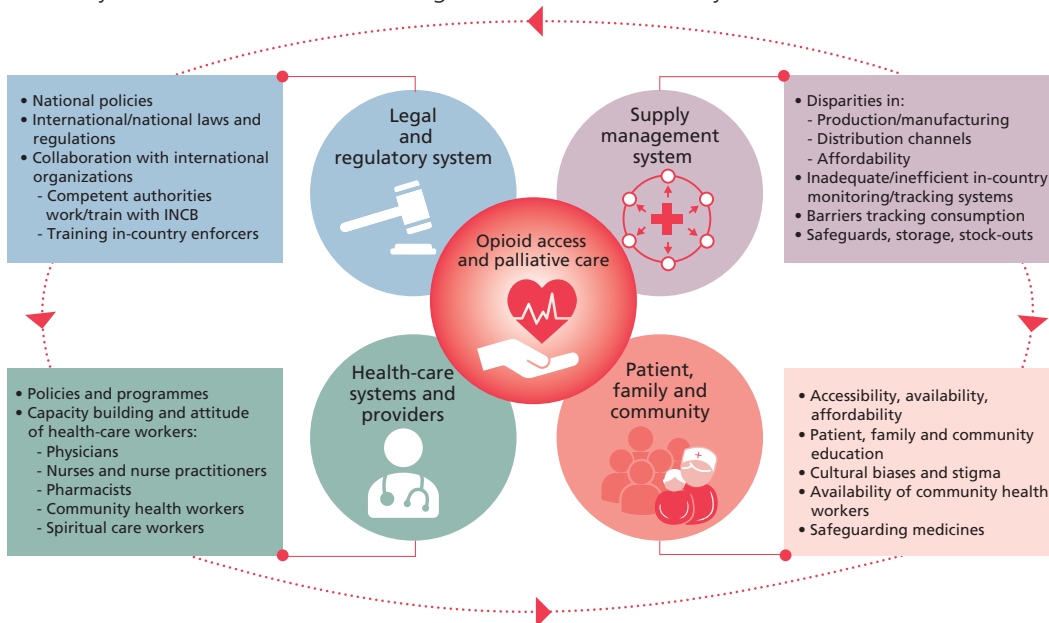 • National policies
• International/national laws and
regulations
• Collaboration with international
organizations
- Competent authorities
work/train with INCB
- Training in-country enforcers
Legal
and
regulatory system
Supply
management
system
• Disparities in:
- Production/manufacturing
- Distribution channels
- Affordability
• Inadequate/inefficient in-country
monitoring/tracking systems
• Barriers tracking consumption
• Safeguards, storage, stock-outs
Opioid access
and palliative care
• Policies and programmes
• Capacity building and attitude
of health-care workers:
- Physicians
- Nurses and nurse practitioners
- Pharmacists
- Community health workers
- Spiritual care workers
Health-care
systems and
providers
Patient,
family and
community
• Accessibility, availability,
affordability
• Patient, family and community
education
• Cultural biases and stigma
• Availability of community health
workers
• Safeguarding medicines